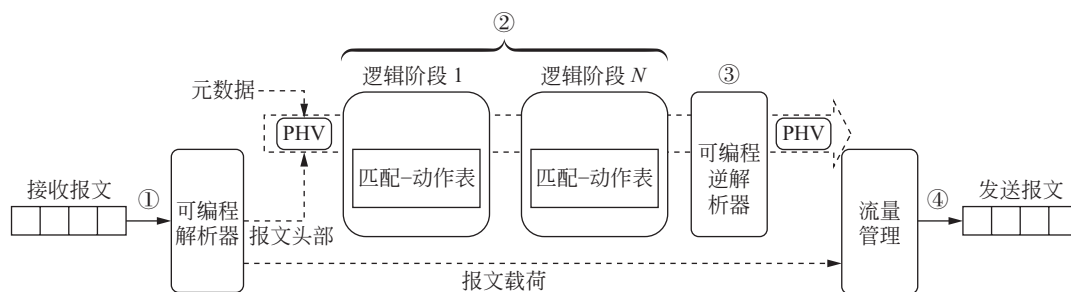 ②
逻辑阶段 1
逻辑阶段 N
③
元数据
PHV
PHV
匹配–动作表
匹配–动作表
可编程
逆解
析器
接收报文
①
可编程
解析器
报文头部
流量
管理
④
发送报文
报文载荷